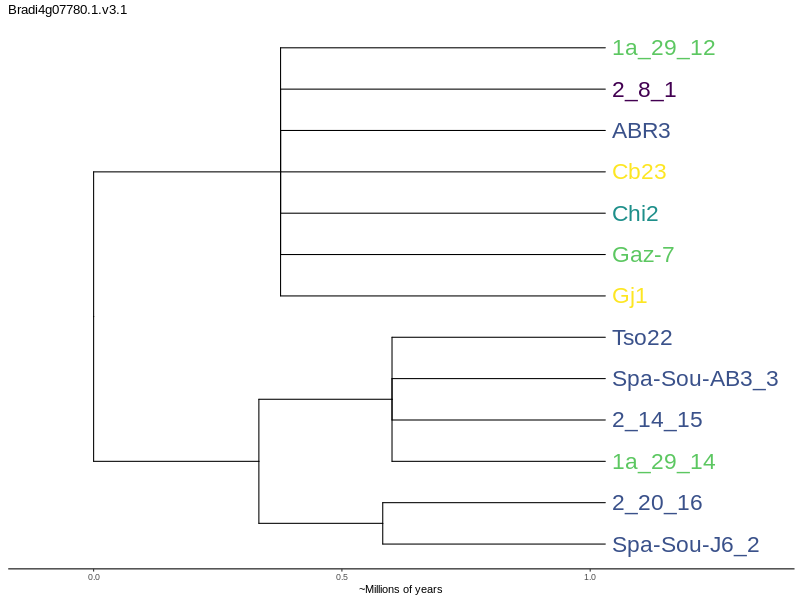 Bradi4g07780.1.v3.1
1a_29_12
2_8_1
ABR3
Cb23
Chi2
Gaz-7
Gj1
Tso22
Spa-Sou-AB3_3
2_14_15
1a_29_14
2_20_16
Spa-Sou-J6_2
0.0 0.5 1.0
~Millions of years